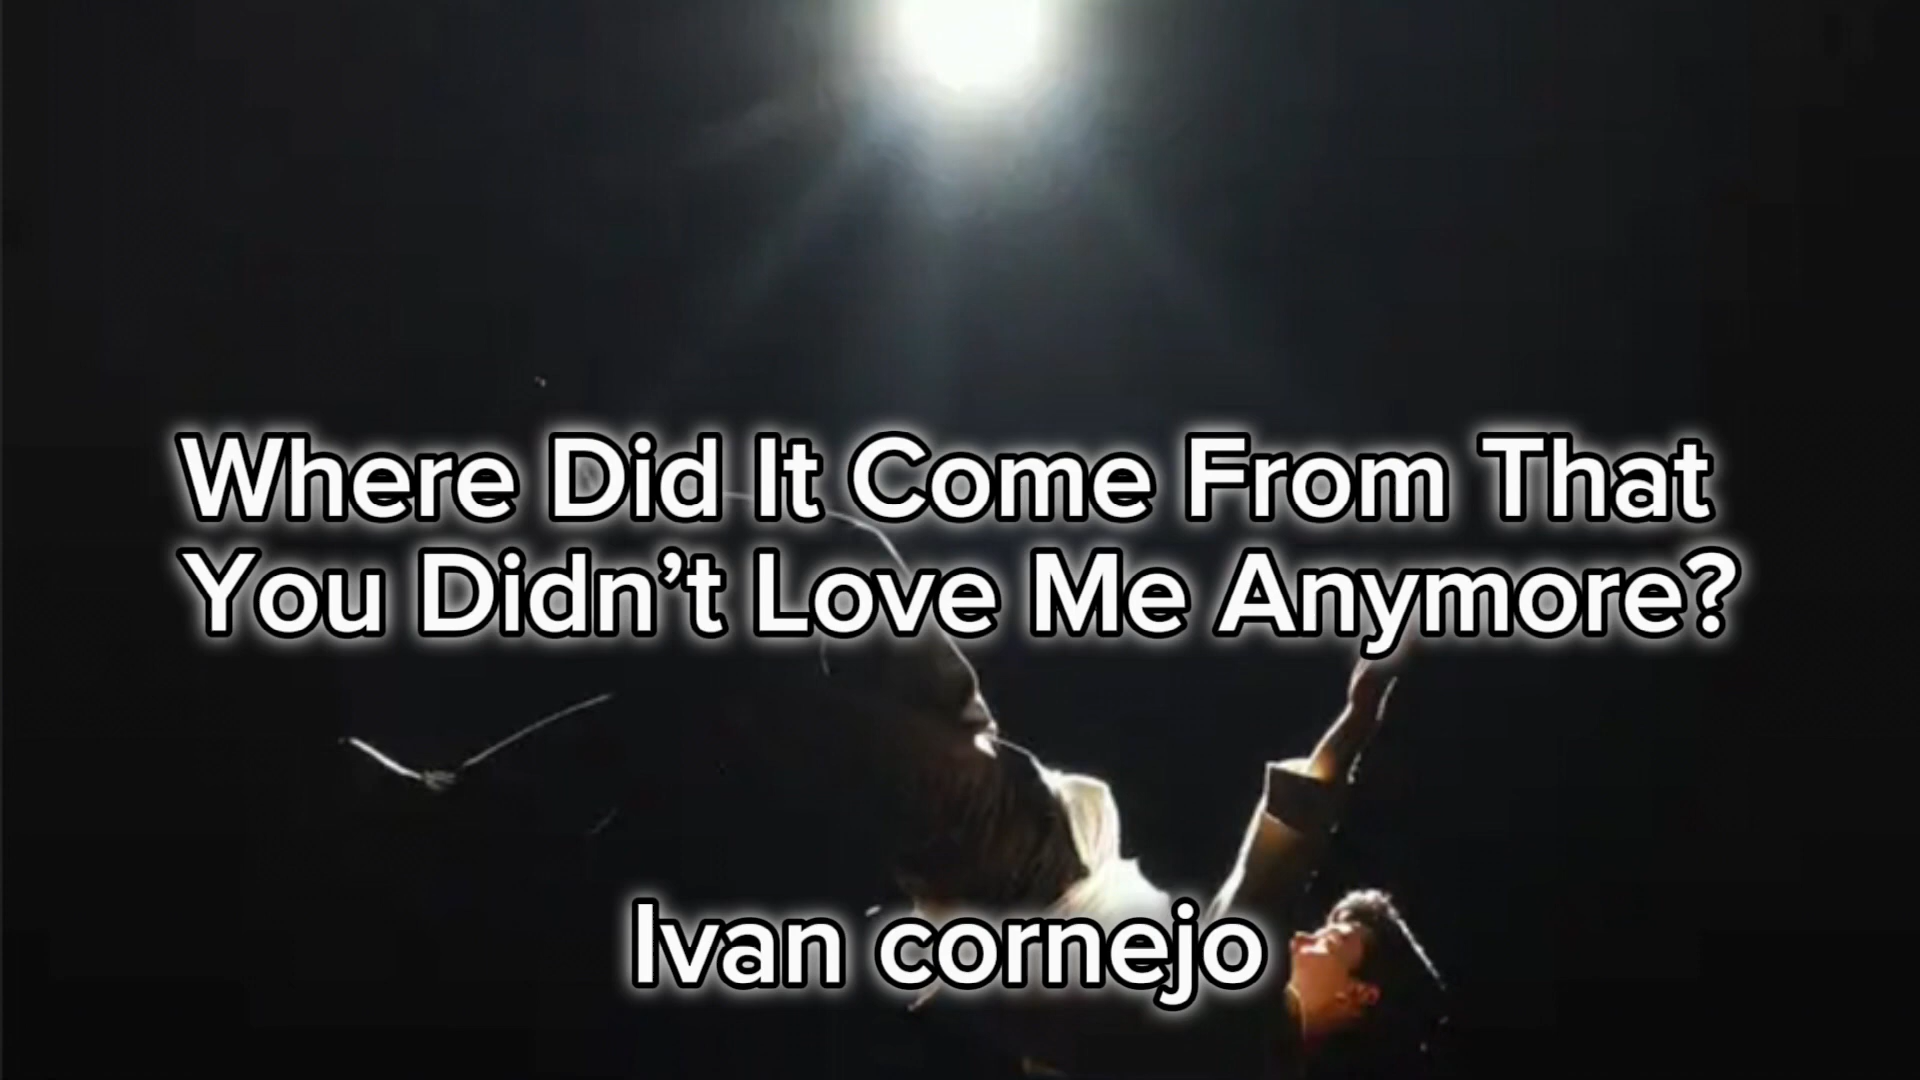 Where Did It Come From That
You Didn’t Love Me Anymore?
Ivan cornejo